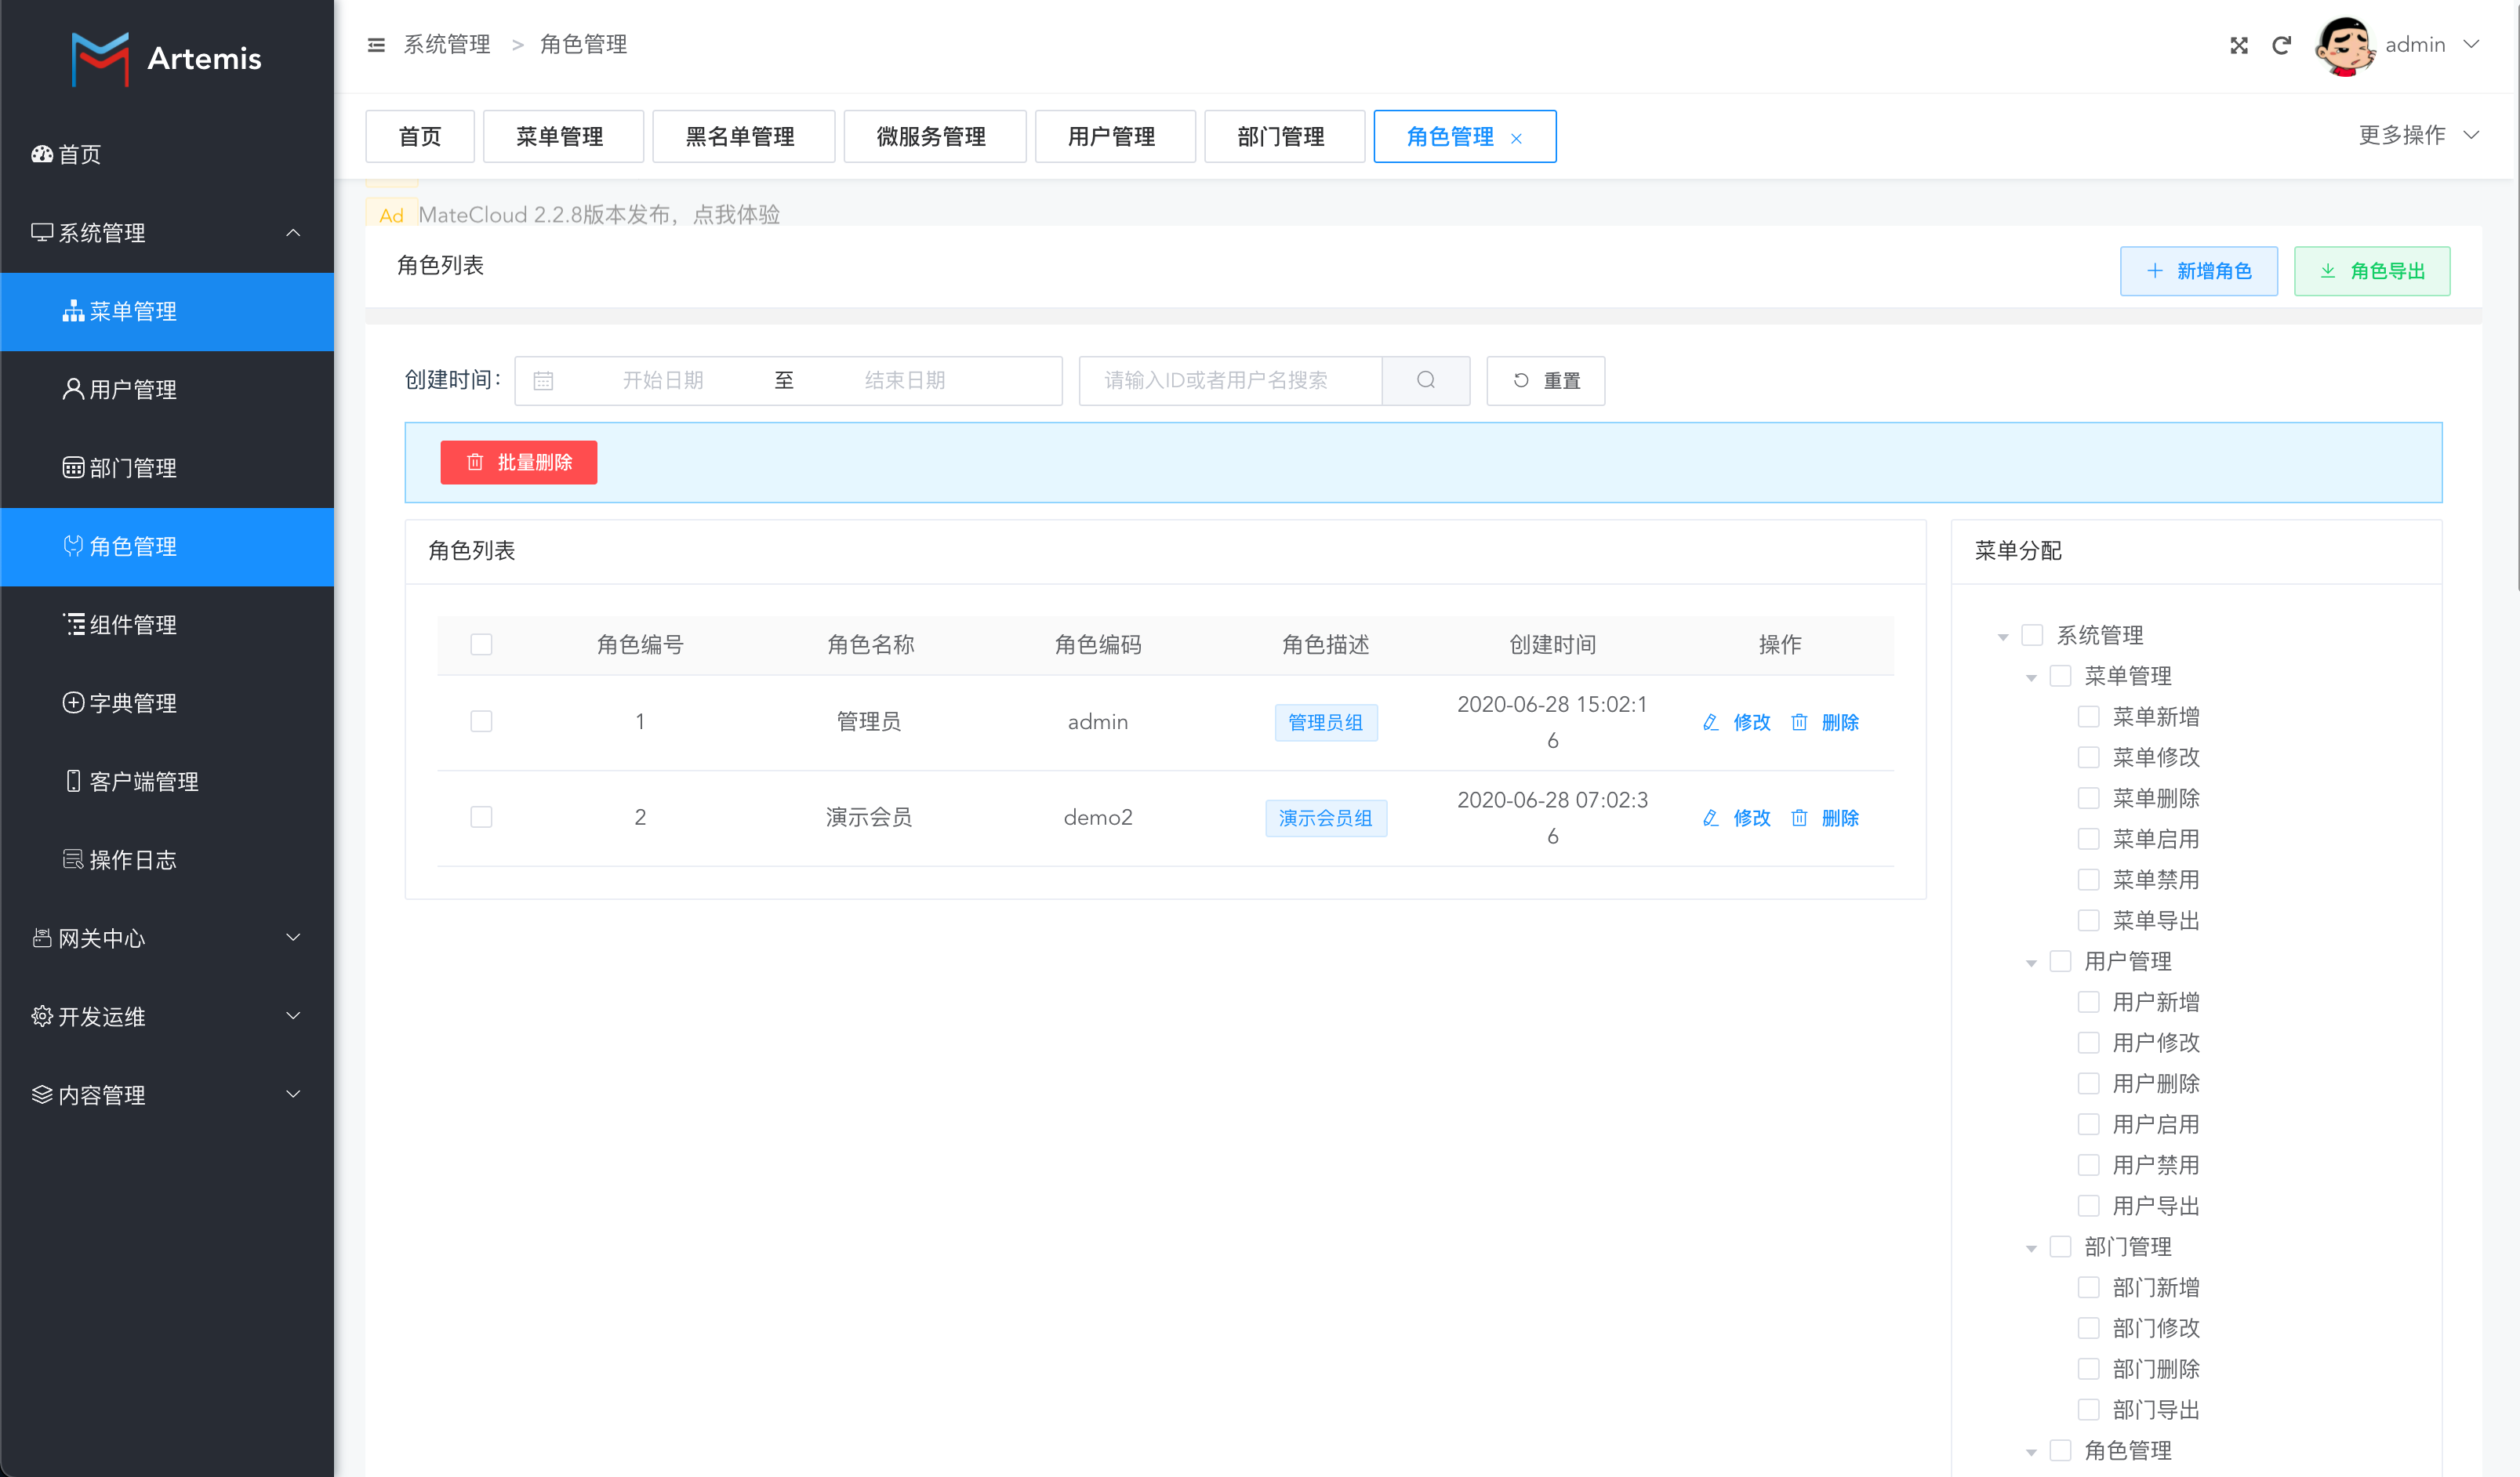 Artemis
首页
系统管理
菜单管理
用户管理
部门管理
角色管理
组件管理
字典管理
客户端管理
操作日志
网关中心
开发运维
内容管理
系统管理 > 角色管理
admin
首页 菜单管理 黑名单管理 微服务管理 用户管理 部门管理 角色管理
更多操作
Ad MateCloud 2.2.8版本发布，点我体验
角色列表
新增角色 角色导出
创建时间： 开始日期 至 结束日期 请输入ID或者用户名搜索 重置
批量删除
角色列表
角色编号 角色名称 角色编码 角色描述 创建时间 操作
1 管理员 admin 管理员组 2020-06-28 15:02:1
6 修改 删除
2 演示会员 demo2 演示会员组 2020-06-28 07:02:3
6 修改 删除
菜单分配
系统管理
菜单管理
菜单新增
菜单修改
菜单删除
菜单启用
菜单禁用
菜单导出
用户管理
用户新增
用户修改
用户删除
用户启用
用户禁用
用户导出
部门管理
部门新增
部门修改
部门删除
部门导出
角色管理